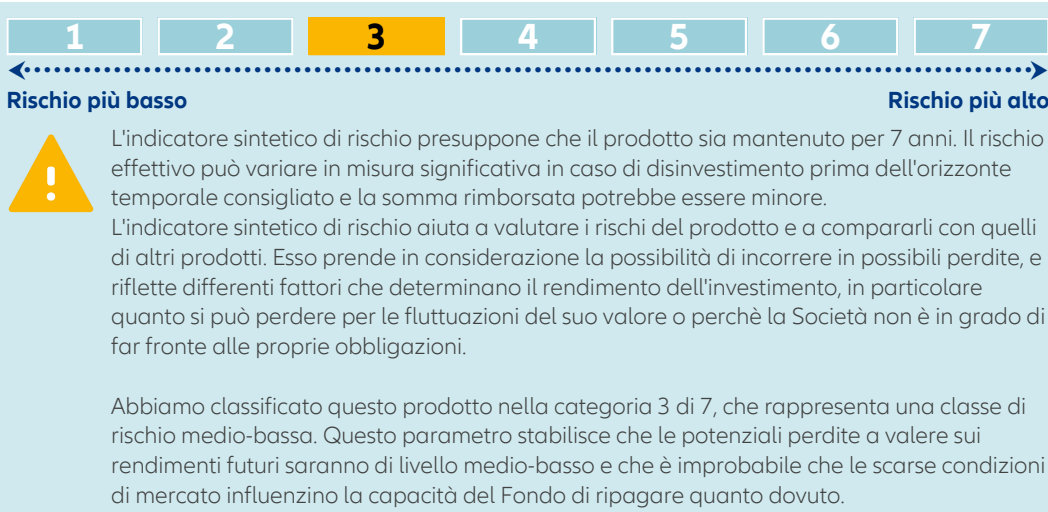 1 2 3 4 5 6 7
Rischio più basso Rischio più alto
L'indicatore sintetico di rischio presuppone che il prodotto sia mantenuto per 7 anni. Il rischio
effettivo può variare in misura significativa in caso di disinvestimento prima dell'orizzonte
temporale consigliato e la somma rimborsata potrebbe essere minore.
L'indicatore sintetico di rischio aiuta a valutare i rischi del prodotto e a compararli con quelli
di altri prodotti. Esso prende in considerazione la possibilità di incorrere in possibili perdite, e
riflette differenti fattori che determinano il rendimento dell'investimento, in particolare
quanto si può perdere per le fluttuazioni del suo valore o perchè la Società non è in grado di
far fronte alle proprie obbligazioni.
Abbiamo classificato questo prodotto nella categoria 3 di 7, che rappresenta una classe di
rischio medio-bassa. Questo parametro stabilisce che le potenziali perdite a valere sui
rendimenti futuri saranno di livello medio-basso e che è improbabile che le scarse condizioni
di mercato influenzino la capacità del Fondo di ripagare quanto dovuto.